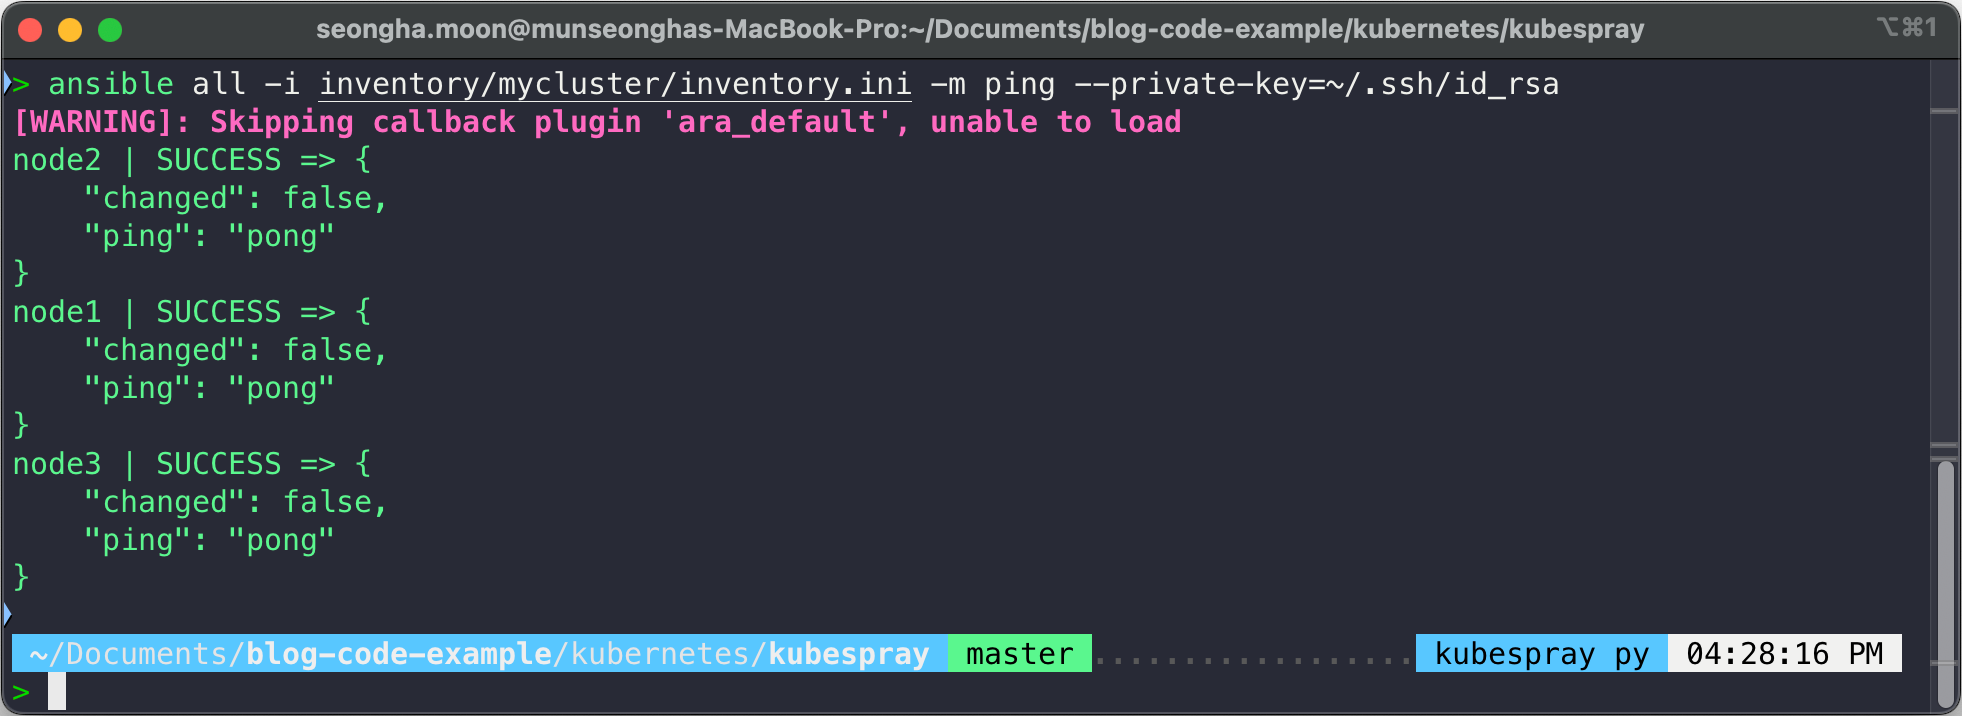 seongha.moon@munseonghas-MacBook-Pro:~/Documents/blog-code-example/kubernetes/kubespray ⌥⌘1
> ansible all -i inventory/mycluster/inventory.ini -m ping --private-key=~/.ssh/id_rsa
[WARNING]: Skipping callback plugin 'ara_default', unable to load
node2 | SUCCESS => {
    "changed": false,
    "ping": "pong"
}
node1 | SUCCESS => {
    "changed": false,
    "ping": "pong"
}
node3 | SUCCESS => {
    "changed": false,
    "ping": "pong"
}
~/Documents/blog-code-example/kubernetes/kubespray master .................. kubespray py 04:28:16 PM
>